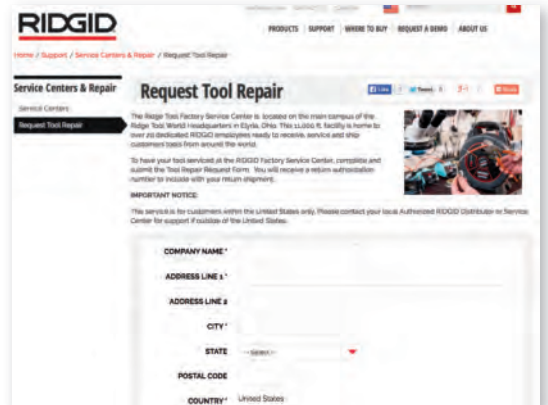 RIDGID
PRODUCTS SUPPORT WHERE TO BUY REQUEST A DEMO ABOUT US
Home / Support / Service Centers & Repair / Request Tool Repair
Service Centers & Repair
Service Centers
Request Tool Repair
Request Tool Repair
Like
Tweet
The Ridge Tool Factory Service Center is located on the main campus of the
Ridge Tool World Headquarters in Elyria, Ohio. This 11,000 ft. facility is home to
over 20 dedicated RIDGID employees ready to receive, service and ship
customers tools from around the world.
To have your tool serviced at the RIDGID Factory Service Center, complete and
submit the Tool Repair Request Form. You will receive a return authorization
number to include with your return shipment.
IMPORTANT NOTICE:
This service is for customers within the United States only. Please contact your local Authorized RIDGID Distributor or Service
Center for support if outside of the United States.
COMPANY NAME *
ADDRESS LINE 1 *
ADDRESS LINE 2
CITY *
STATE
-- Select --
POSTAL CODE
COUNTRY * United States